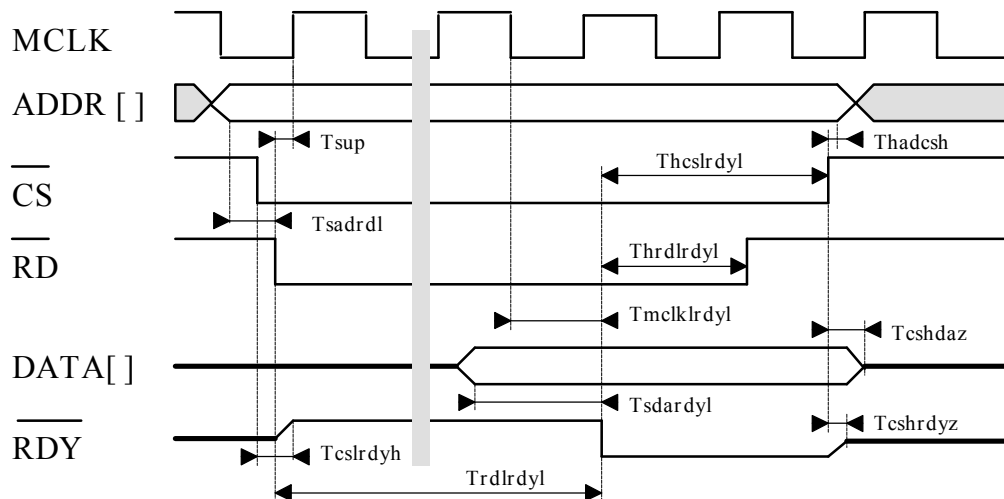 MCLK
ADDR [ ]
Tsup
Thadcsh
CS
Thcslrdyl
Tsadrdl
RD
Thrdlrdyl
Tmclklrdyl
Tcshdaz
DATA[ ]
Tsdardyl
Tcshrdyz
RDY
Tcslrdyh
Trdlrdyl